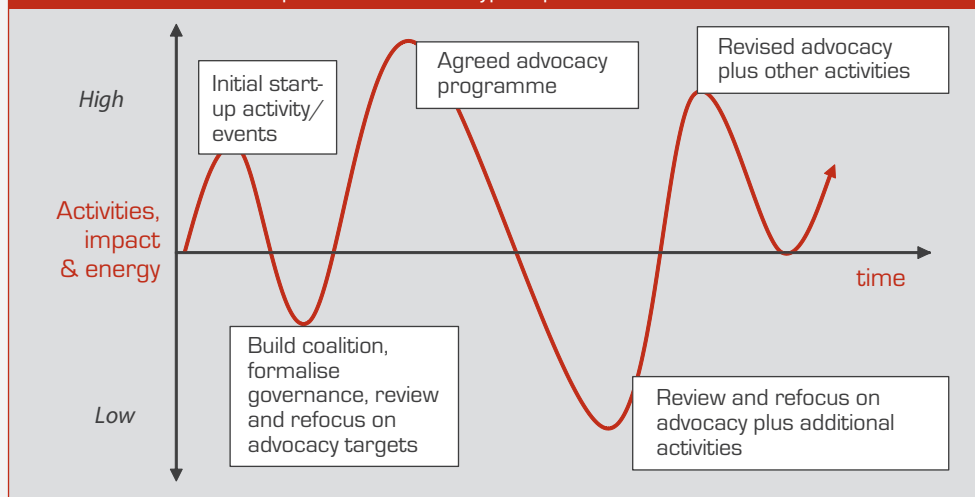 High
Initial start-
up activity/
events
Agreed advocacy
programme
Revised advocacy
plus other activities
Activities,
impact
& energy
time
Build coalition,
formalise
governance, review
and refocus on
advocacy targets
Low
Review and refocus on
advocacy plus additional
activities